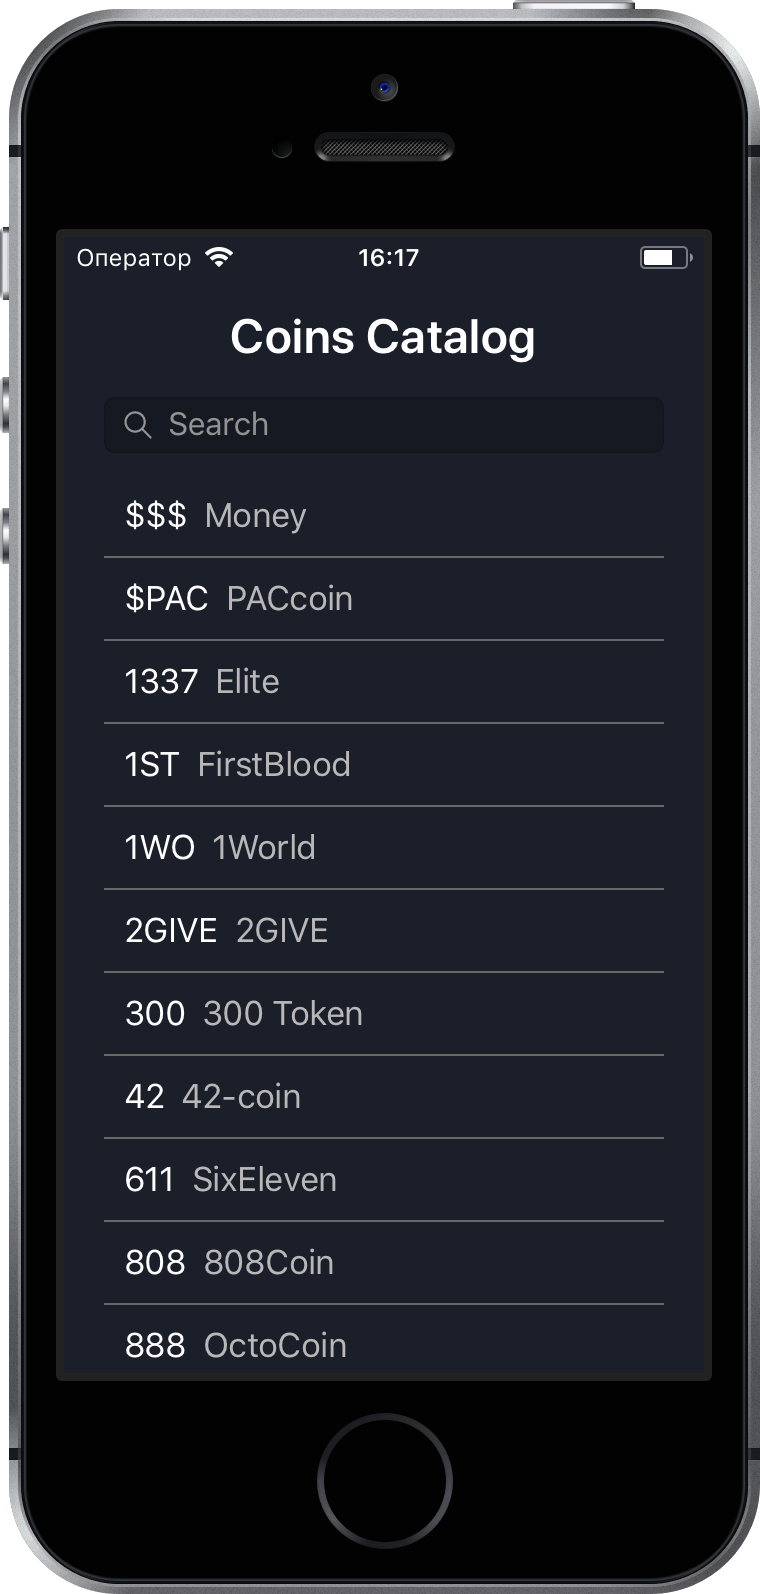 Оператор 16:17
Coins Catalog
Search
$$$ Money
$PAC PACcoin
1337 Elite
1ST FirstBlood
1WO 1World
2GIVE 2GIVE
300 300 Token
42 42-coin
611 SixEleven
808 808Coin
888 OctoCoin